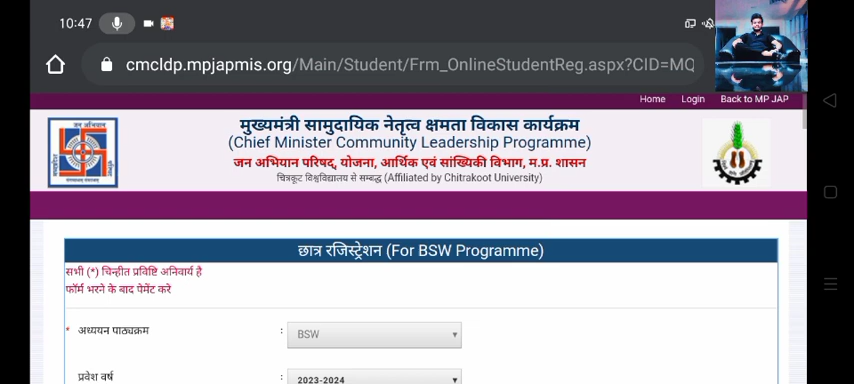 10:47
cmcldp.mpjapmis.org/Main/Student/Frm_OnlineStudentReg.aspx?CID=MQ
Home Login Back to MP JAP
मुख्यमंत्री सामुदायिक नेतृत्व क्षमता विकास कार्यक्रम
(Chief Minister Community Leadership Programme)
जन अभियान परिषद्, योजना, आर्थिक एवं सांख्यिकी विभाग, म.प्र. शासन
चित्रकूट विश्वविद्यालय से सम्बद्ध (Affiliated by Chitrakoot University)
जन अभियान
छात्र रजिस्ट्रेशन (For BSW Programme)
सभी (*) चिन्हीत प्रविष्टि अनिवार्य है
फॉर्म भरने के बाद पेमेंट करे
* अध्ययन पाठ्यक्रम : BSW
प्रवेश वर्ष : 2023-2024